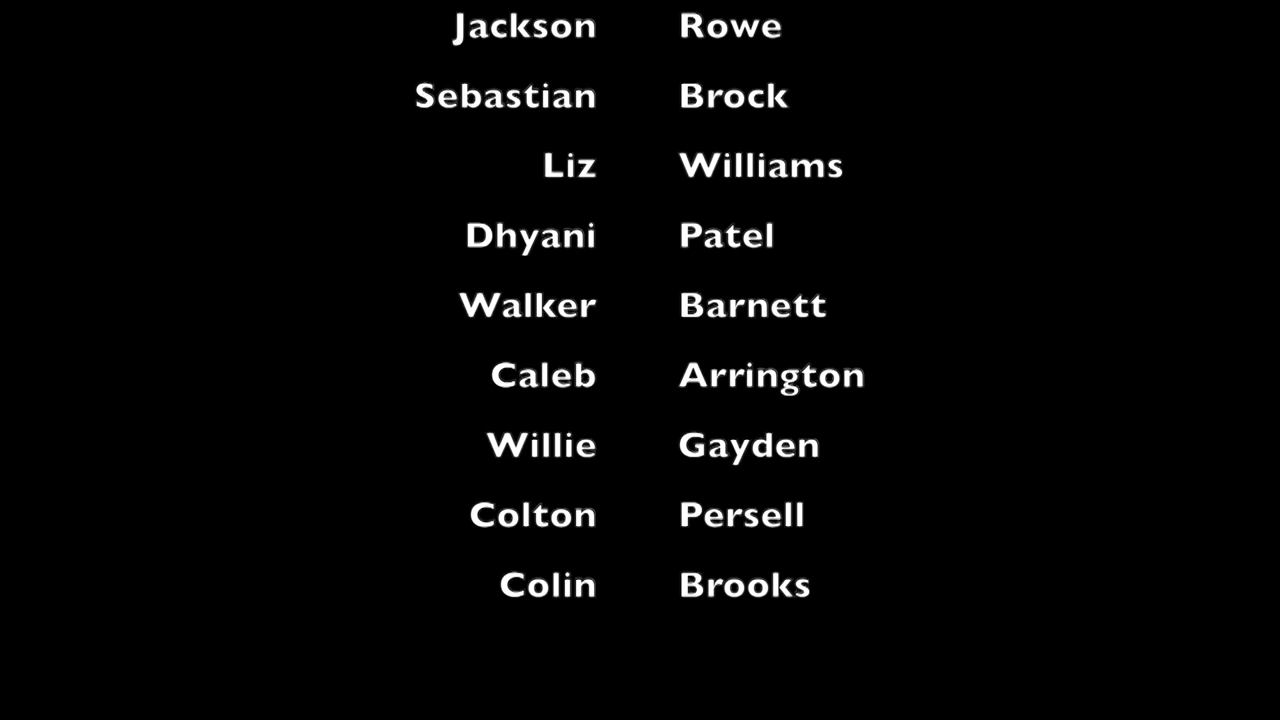 Jackson Rowe
Sebastian Brock
Liz Williams
Dhyani Patel
Walker Barnett
Caleb Arrington
Willie Gayden
Colton Persell
Colin Brooks